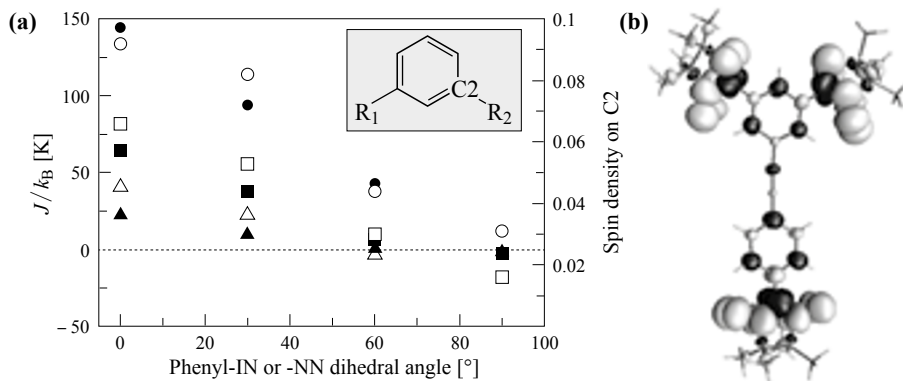 (a)
150
100
50
0
– 50
J/kB [K]
0
20
40
60
80
100
Phenyl-IN or -NN dihedral angle [°]
0.1
0.08
0.06
0.04
0.02
Spin density on C2
C2
R1
R2
(b)